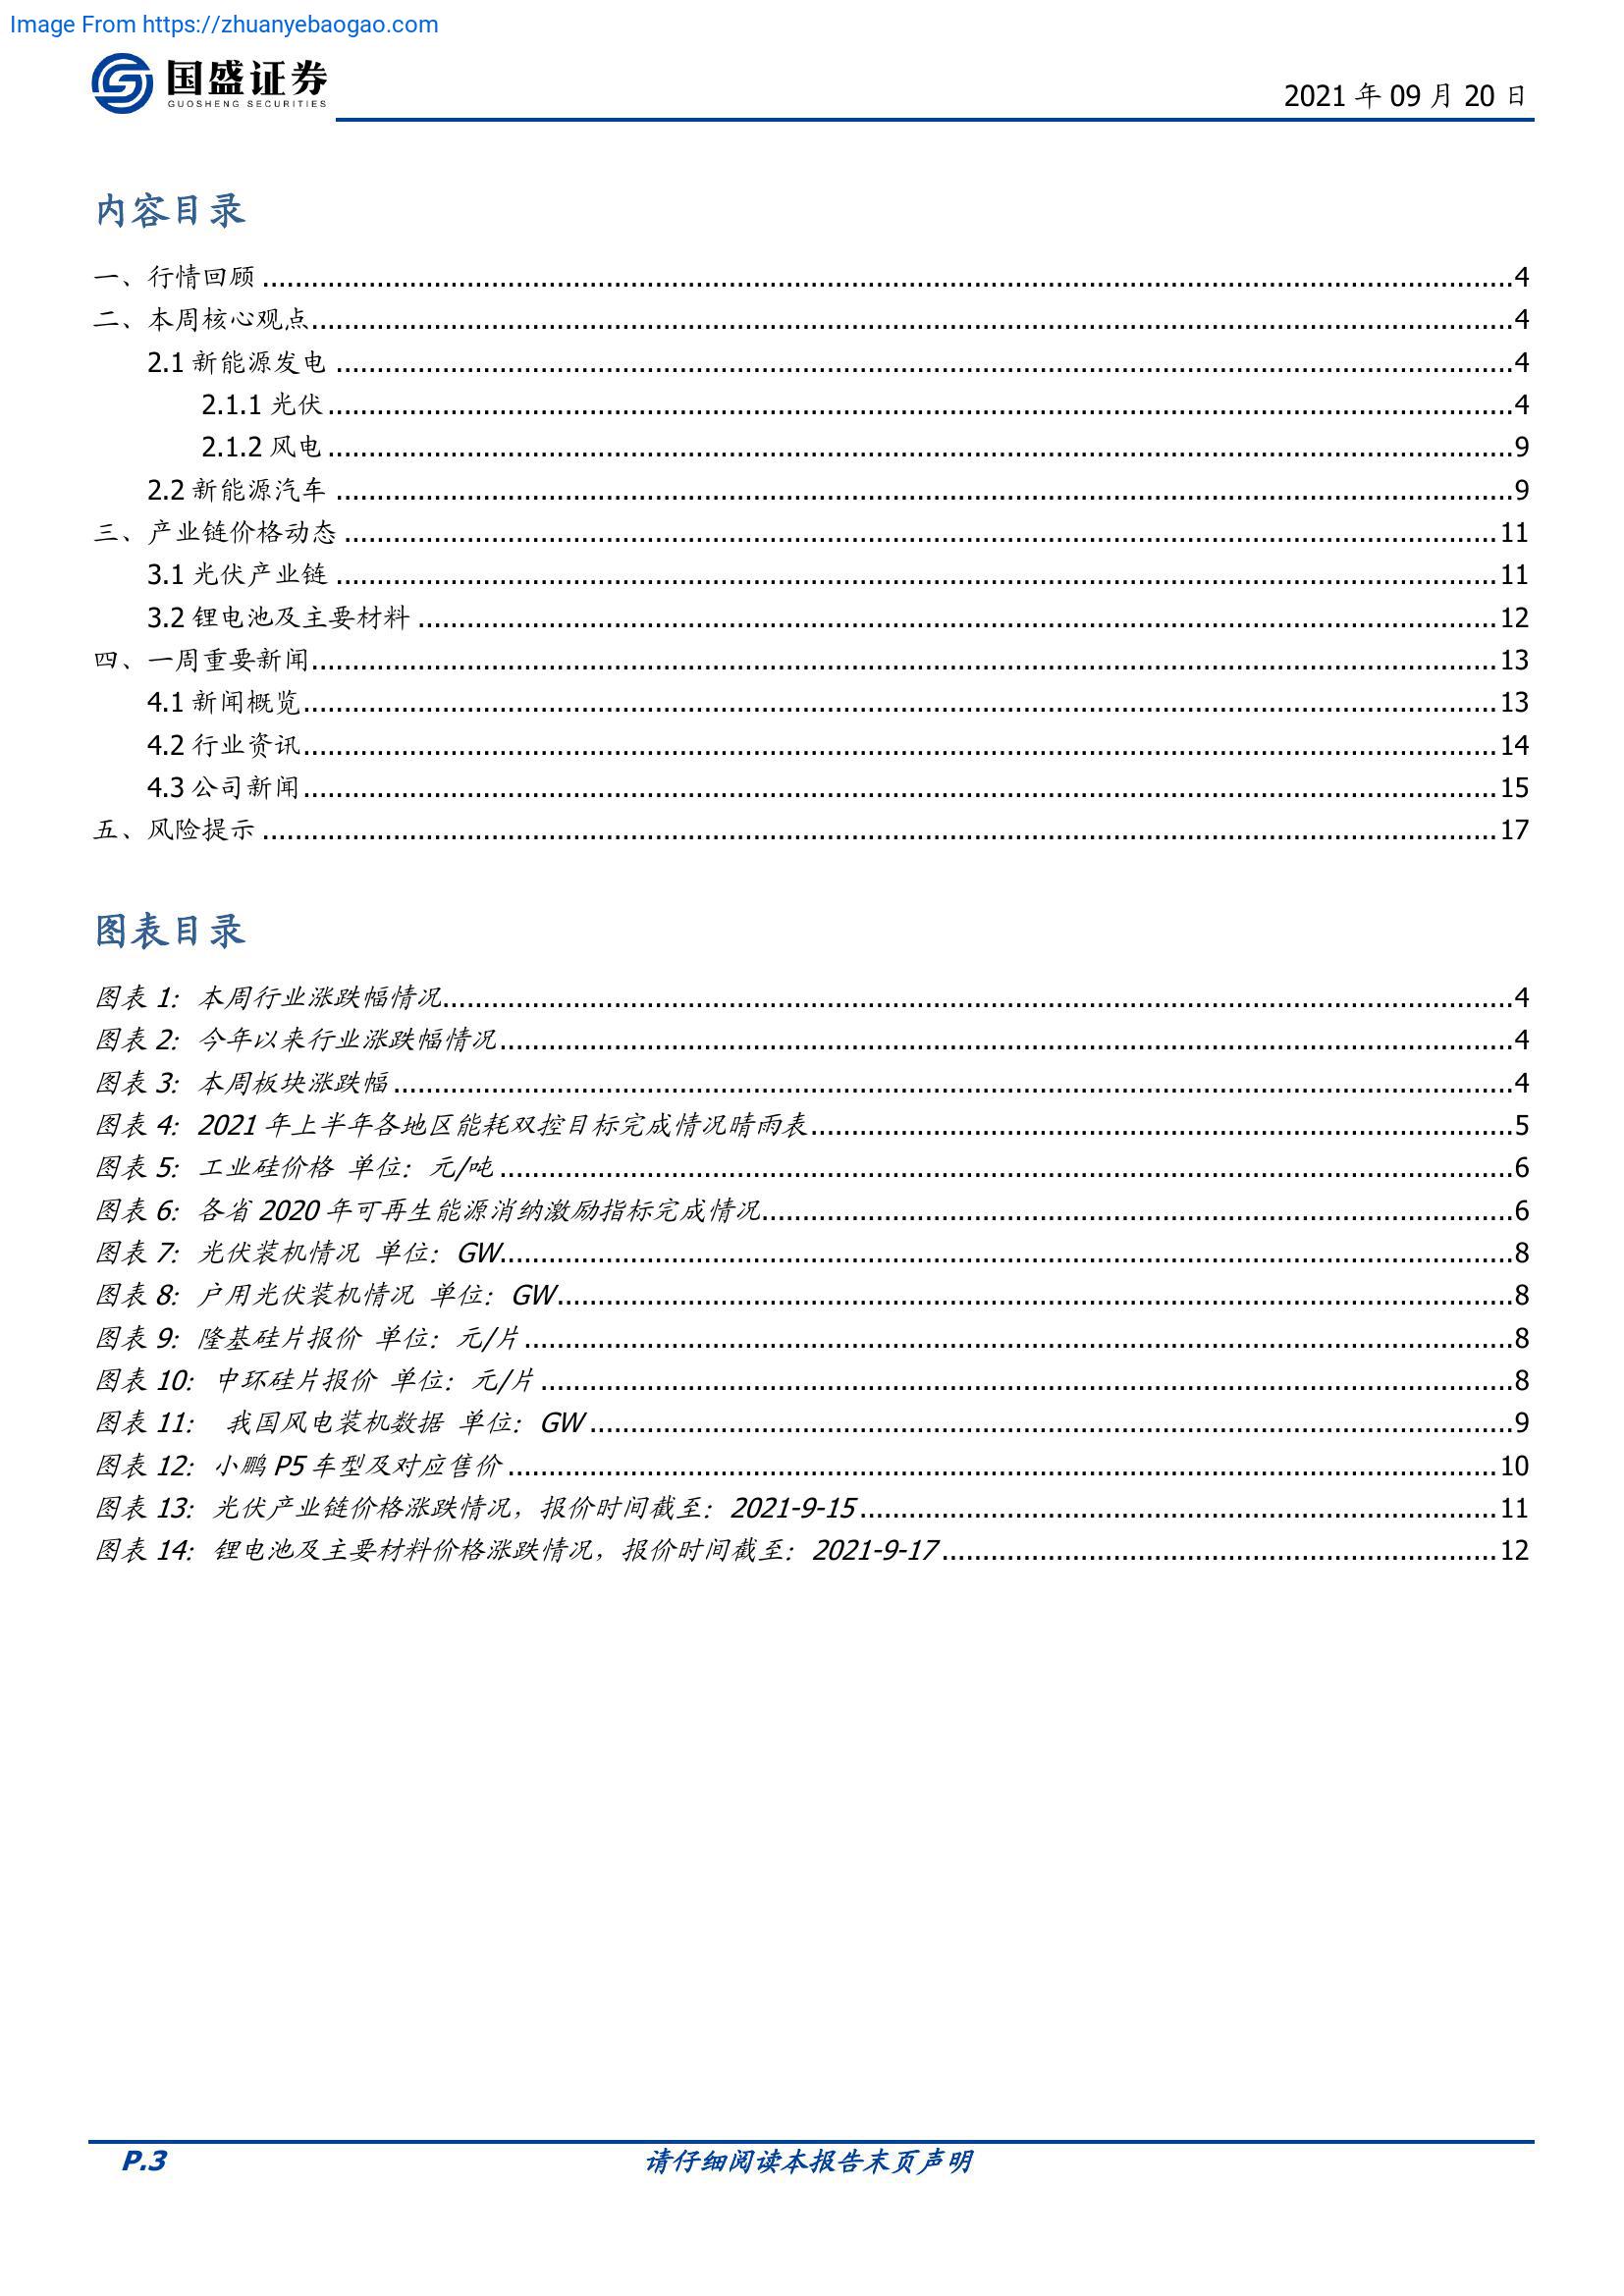 Image From https://zhuanyebaogao.com
国盛证券
GUOSHENG SECURITIES
2021 年 09 月 20 日
内容目录
一、行情回顾 ........ 4
二、本周核心观点 ........ 4
2.1 新能源发电 ........ 4
2.1.1 光伏 ........ 4
2.1.2 风电 ........ 9
2.2 新能源汽车 ........ 9
三、产业链价格动态 ........ 11
3.1 光伏产业链 ........ 11
3.2 锂电池及主要材料 ........ 12
四、一周重要新闻 ........ 13
4.1 新闻概览 ........ 13
4.2 行业资讯 ........ 14
4.3 公司新闻 ........ 15
五、风险提示 ........ 17
图表目录
图表 1：本周行业涨跌幅情况 ........ 4
图表 2：今年以来行业涨跌幅情况 ........ 4
图表 3：本周板块涨跌幅 ........ 4
图表 4：2021 年上半年各地区能耗双控目标完成情况晴雨表 ........ 5
图表 5：工业硅价格 单位：元/吨 ........ 6
图表 6：各省 2020 年可再生能源消纳激励指标完成情况 ........ 6
图表 7：光伏装机情况 单位：GW ........ 8
图表 8：户用光伏装机情况 单位：GW ........ 8
图表 9：隆基硅片报价 单位：元/片 ........ 8
图表 10：中环硅片报价 单位：元/片 ........ 8
图表 11： 我国风电装机数据 单位：GW ........ 9
图表 12：小鹏 P5 车型及对应售价 ........ 10
图表 13：光伏产业链价格涨跌情况，报价时间截至：2021-9-15 ........ 11
图表 14：锂电池及主要材料价格涨跌情况，报价时间截至：2021-9-17 ........ 12
P.3
请仔细阅读本报告末页声明